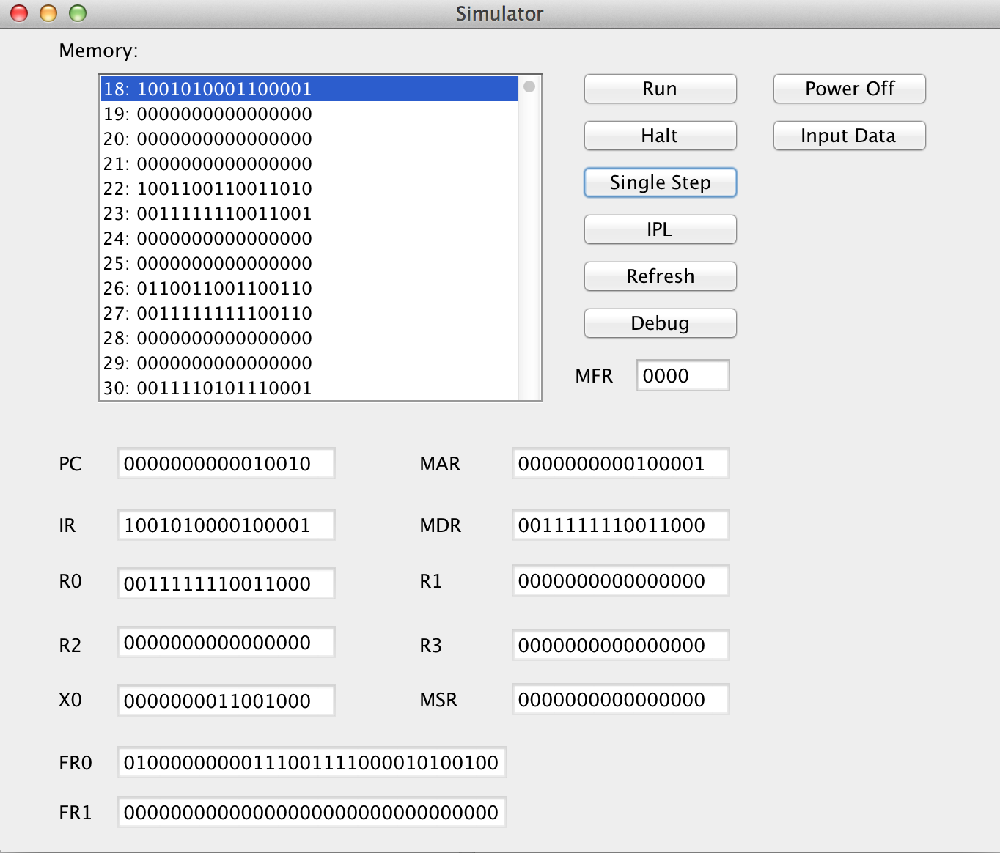 Simulator
Memory:
18: 1001010001100001
19: 0000000000000000
20: 0000000000000000
21: 0000000000000000
22: 1001100110011010
23: 0011111110011001
24: 0000000000000000
25: 0000000000000000
26: 0110011001100110
27: 0011111111100110
28: 0000000000000000
29: 0000000000000000
30: 0011110101110001
Run Power Off
Halt Input Data
Single Step
IPL
Refresh
Debug
MFR 0000
PC 0000000000010010 MAR 0000000000100001
IR 1001010000100001 MDR 0011111110011000
R0 0011111110011000 R1 0000000000000000
R2 0000000000000000 R3 0000000000000000
X0 0000000011001000 MSR 0000000000000000
FR0 01000000000111001111000010100100
FR1 00000000000000000000000000000000